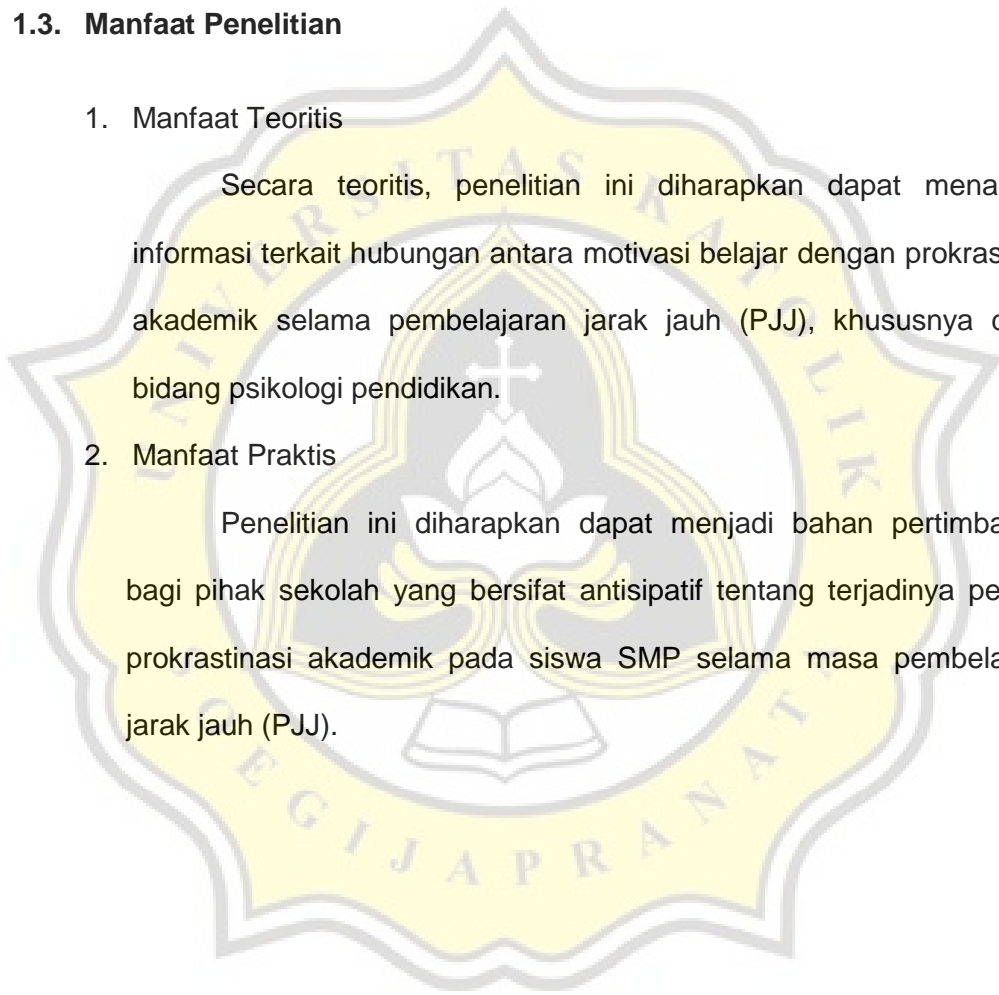 1.3. Manfaat Penelitian
1. Manfaat Teoritis
Secara teoritis, penelitian ini diharapkan dapat mena
informasi terkait hubungan antara motivasi belajar dengan prokras
akademik selama pembelajaran jarak jauh (PJJ), khususnya
bidang psikologi pendidikan.
2. Manfaat Praktis
Penelitian ini diharapkan dapat menjadi bahan pertimba
bagi pihak sekolah yang bersifat antisipatif tentang terjadinya pe
prokrastinasi akademik pada siswa SMP selama masa pembela
jarak jauh (PJJ).
UNIVERSITAS KATOLIK
SOEGIJAPRANATA